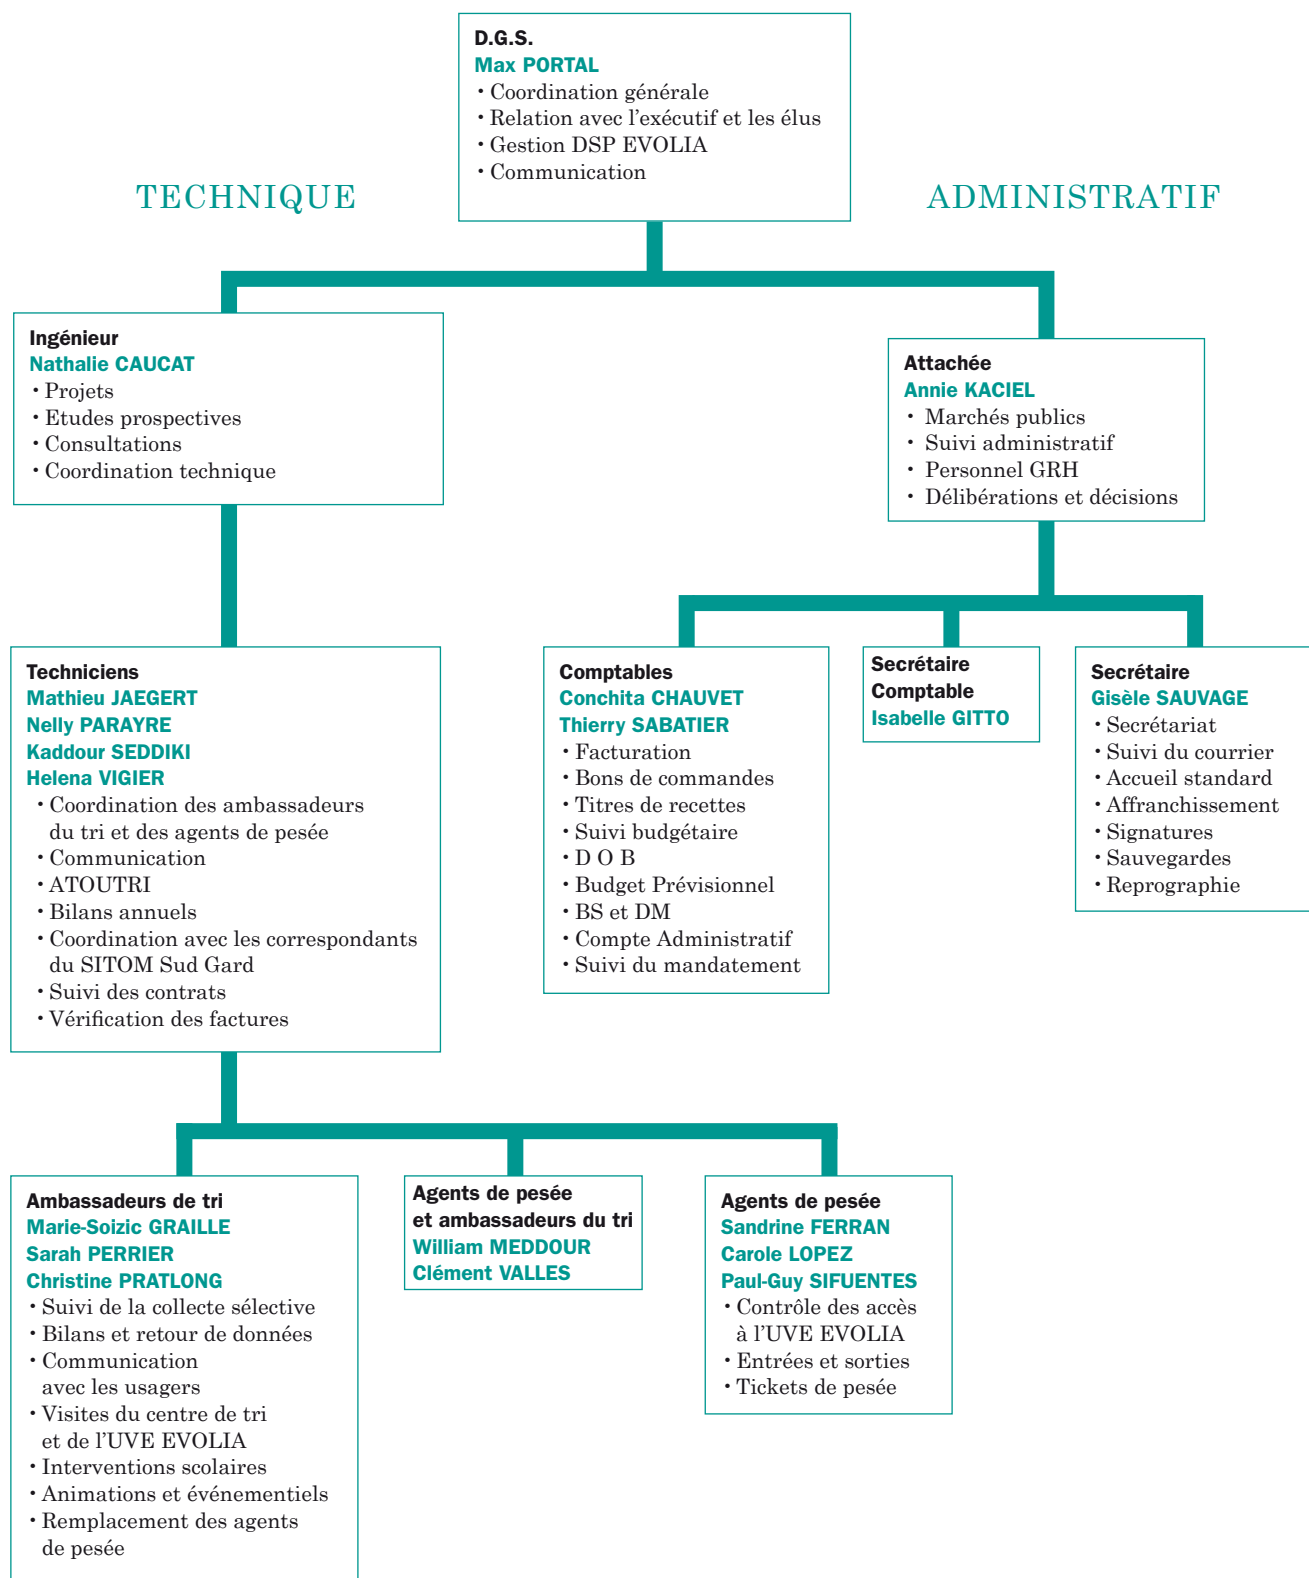 D.G.S.
Max PORTAL
• Coordination générale
• Relation avec l'exécutif et les élus
• Gestion DSP EVOLIA
• Communication
TECHNIQUE
ADMINISTRATIF
Ingénieur
Nathalie CAUCAT
• Projets
• Etudes prospectives
• Consultations
• Coordination technique
Attachée
Annie KACIEL
• Marchés publics
• Suivi administratif
• Personnel GRH
• Délibérations et décisions
Techniciens
Mathieu JAEGERT
Nelly PARAYRE
Kaddour SEDDIKI
Helena VIGIER
• Coordination des ambassadeurs
du tri et des agents de pesée
• Communication
• ATOUTRI
• Bilans annuels
• Coordination avec les correspondants
du SITOM Sud Gard
• Suivi des contrats
• Vérification des factures
Comptables
Conchita CHAUVET
Thierry SABATIER
• Facturation
• Bons de commandes
• Titres de recettes
• Suivi budgétaire
• D O B
• Budget Prévisionnel
• BS et DM
• Compte Administratif
• Suivi du mandatement
Secrétaire
Comptable
Isabelle GITTO
Secrétaire
Gisèle SAUVAGE
• Secrétariat
• Suivi du courrier
• Accueil standard
• Affranchissement
• Signatures
• Sauvegardes
• Reprographie
Ambassadeurs de tri
Marie-Soizic GRAILLE
Sarah PERRIER
Christine PRATLONG
• Suivi de la collecte sélective
• Bilans et retour de données
• Communication
avec les usagers
• Visites du centre de tri
et de l'UVE EVOLIA
• Interventions scolaires
• Animations et événementiels
• Remplacement des agents
de pesée
Agents de pesée
et ambassadeurs du tri
William MEDDOUR
Clément VALLES
Agents de pesée
Sandrine FERRAN
Carole LOPEZ
Paul-Guy SIFUENTES
• Contrôle des accès
à l'UVE EVOLIA
• Entrées et sorties
• Tickets de pesée